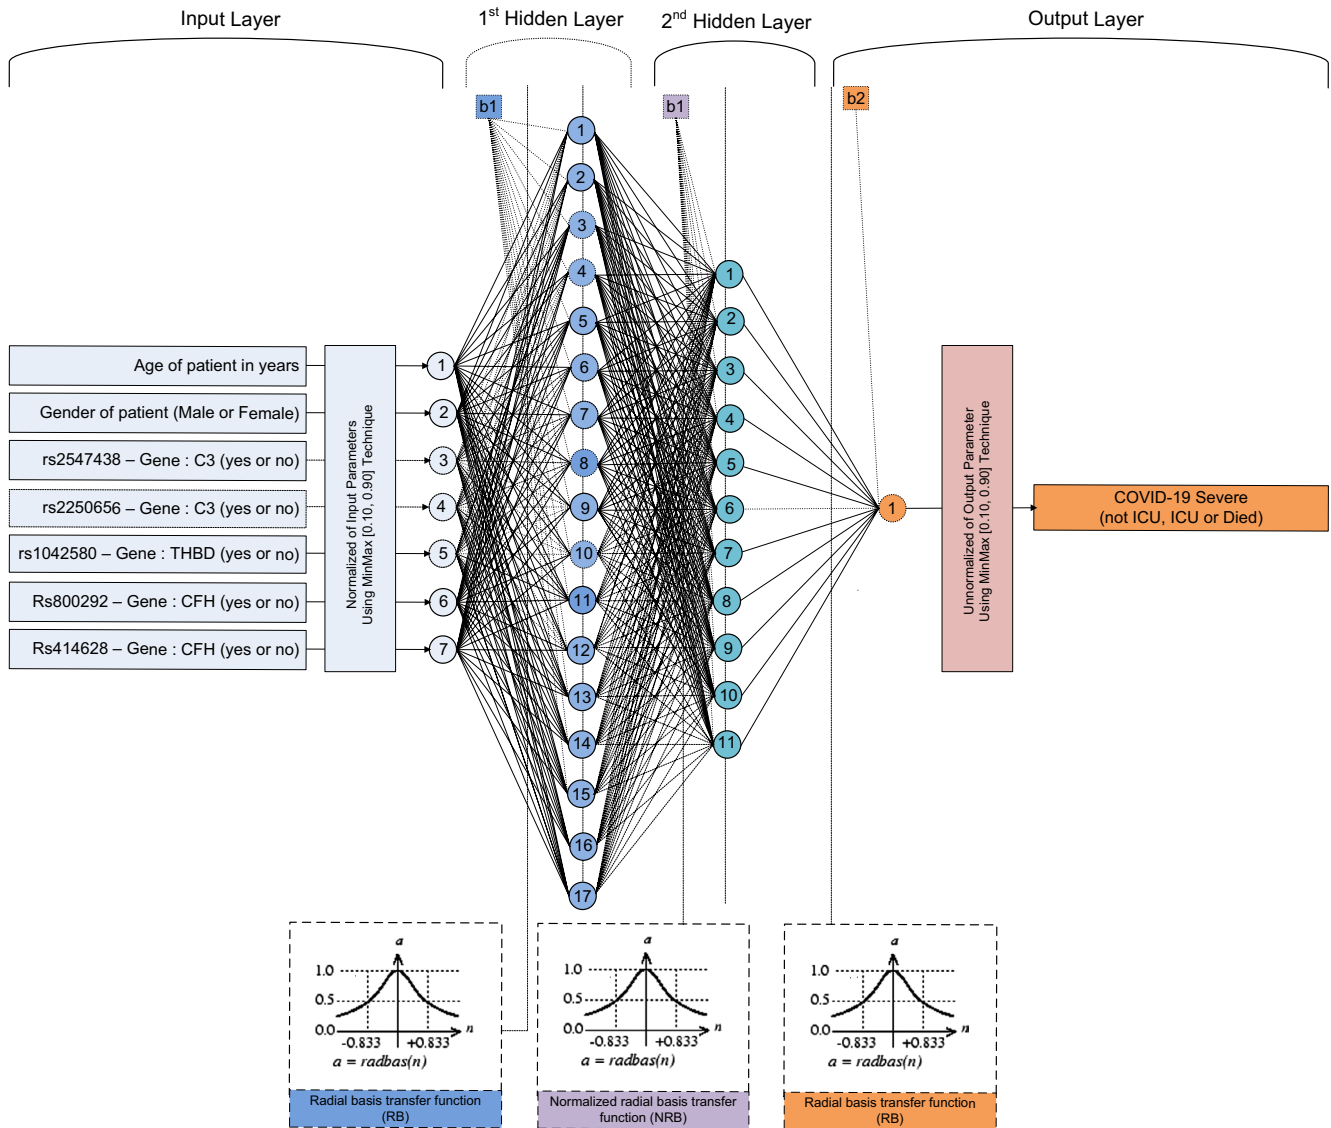 Input Layer
1st Hidden Layer
2nd Hidden Layer
Output Layer
b1
b1
b2
1
2
3
4
5
6
7
8
9
10
11
12
13
14
15
16
17
1
2
3
4
5
6
7
8
9
10
11
Age of patient in years
Gender of patient (Male or Female)
rs2547438 – Gene : C3 (yes or no)
rs2250656 – Gene : C3 (yes or no)
rs1042580 – Gene : THBD (yes or no)
Rs800292 – Gene : CFH (yes or no)
Rs414628 – Gene : CFH (yes or no)
Normalized of Input Parameters
Using MinMax [0.10, 0.90] Technique
1
2
3
4
5
6
7
1
Unnormalized of Output Parameter
Using MinMax [0.10, 0.90] Technique
COVID-19 Severe
(not ICU, ICU or Died)
a
1.0
0.5
0.0
n
-0.833 +0.833
a = radbas(n)
Radial basis transfer function
(RB)
a
1.0
0.5
0.0
n
-0.833 +0.833
a = radbas(n)
Normalized radial basis transfer
function (NRB)
a
1.0
0.5
0.0
n
-0.833 +0.833
a = radbas(n)
Radial basis transfer function
(RB)